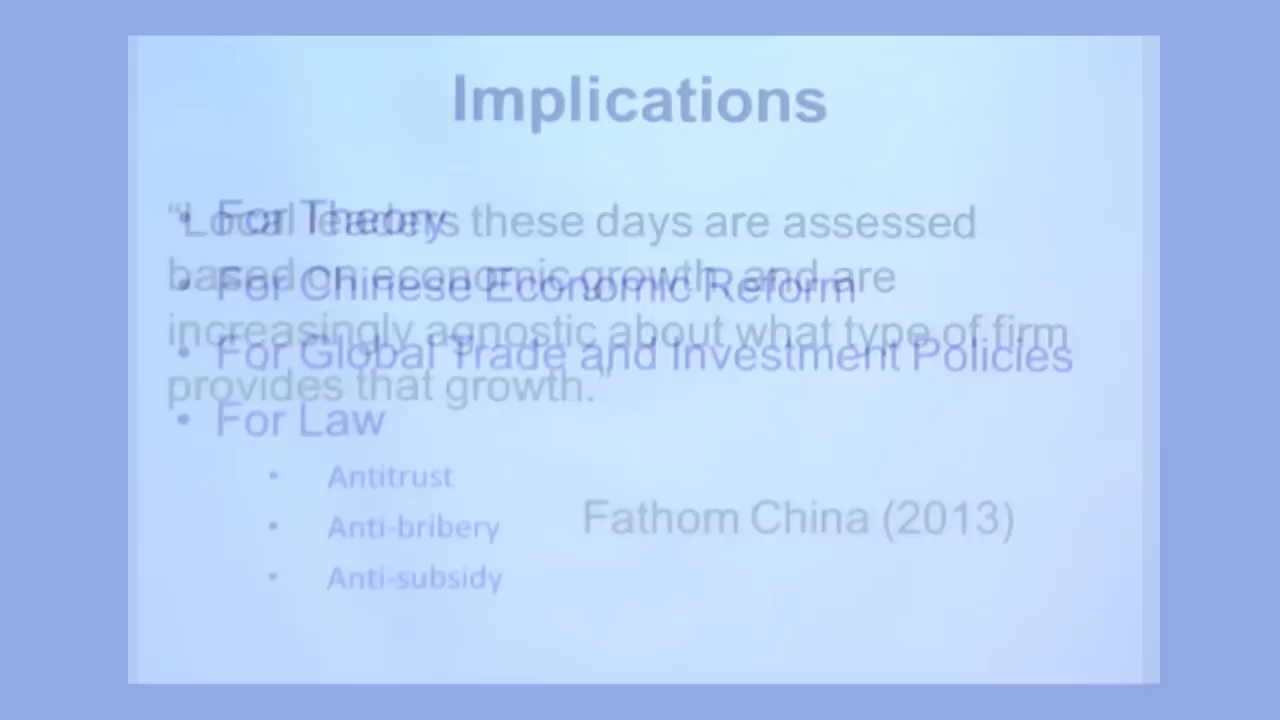 Implications
“Local leaders these days are assessed
based on economic growth, and are
increasingly agnostic about what type of firm
provides that growth.”
Fathom China (2013)
• For Theory
• For Chinese Economic Reform
• For Global Trade and Investment Policies
• For Law
• Antitrust
• Anti-bribery
• Anti-subsidy